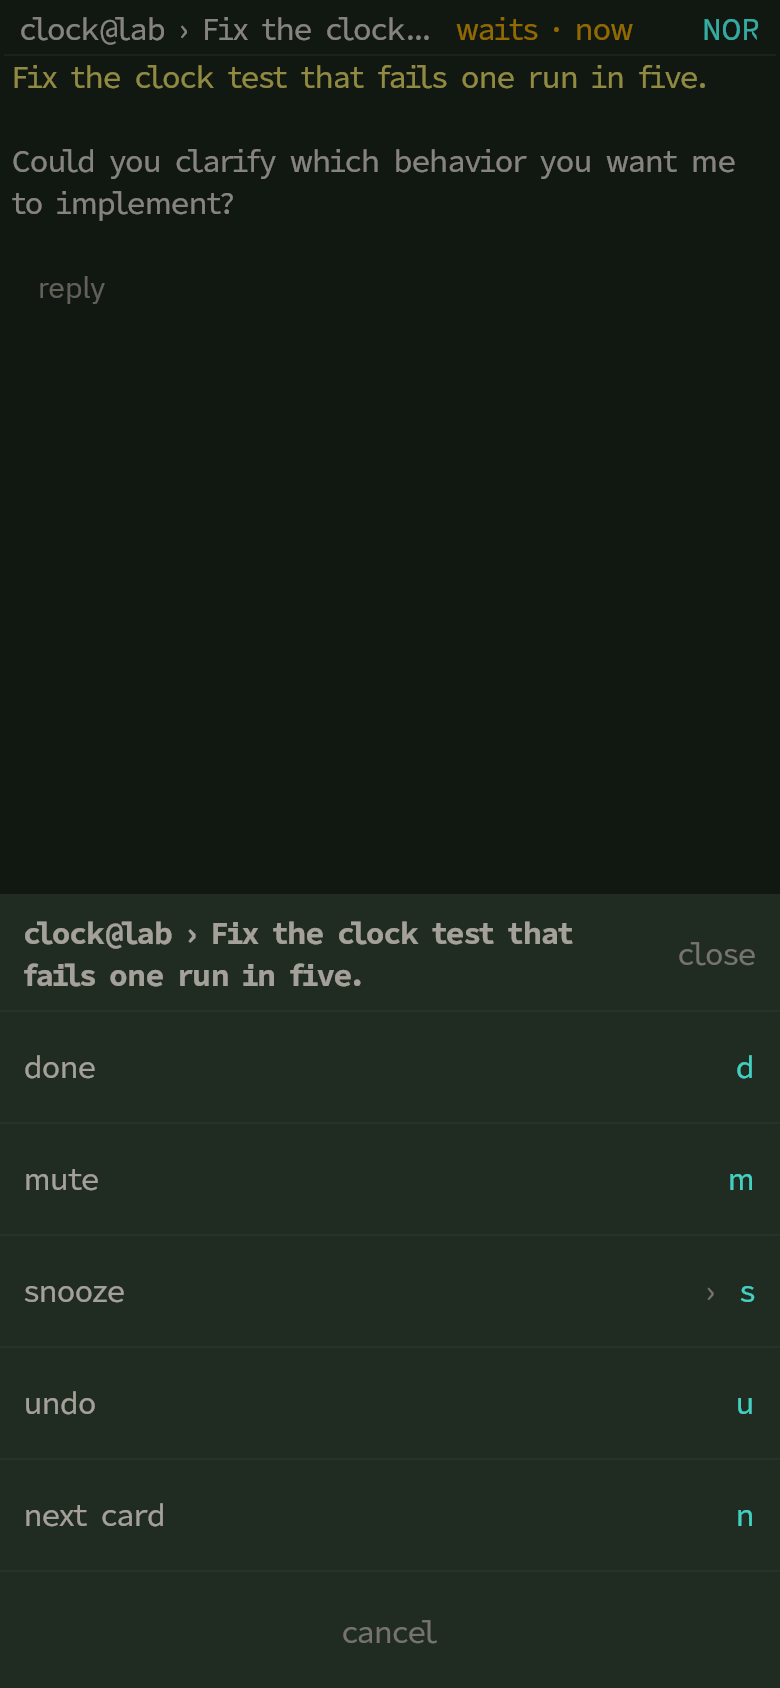 clock@lab › Fix the clock… waits · now NOR
Fix the clock test that fails one run in five.
Could you clarify which behavior you want me
to implement?
reply
clock@lab › Fix the clock test that
fails one run in five.
close
done d
mute m
snooze › s
undo u
next card n
cancel